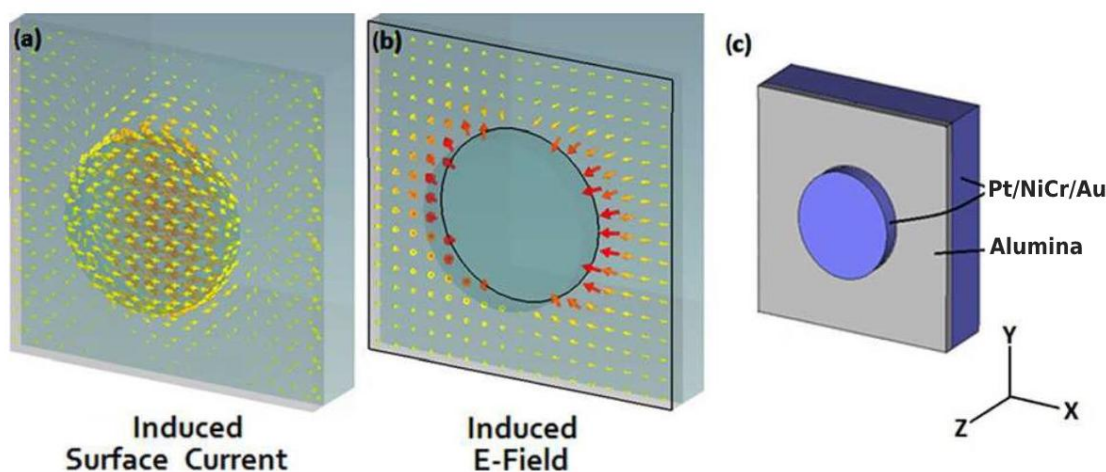 (a)
(b)
(c)
Pt/NiCr/Au
Alumina
Y
X
Z
Induced
Surface Current
Induced
E-Field